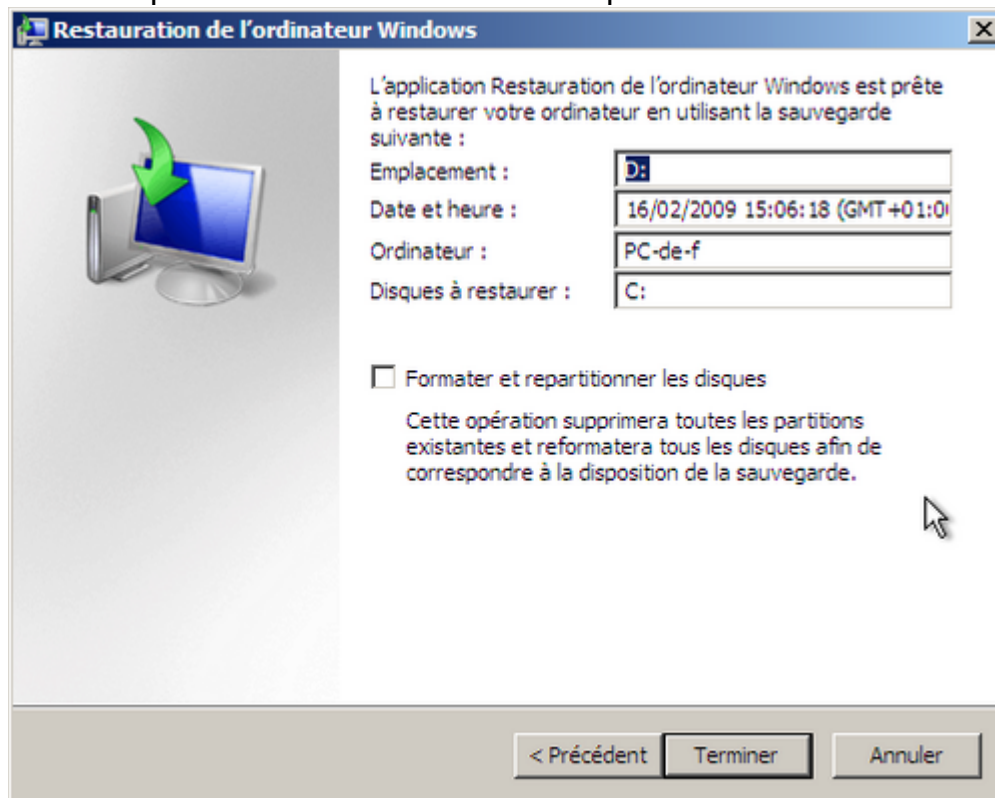 Restauration de l'ordinateur Windows
L'application Restauration de l'ordinateur Windows est prête
à restaurer votre ordinateur en utilisant la sauvegarde
suivante :
Emplacement : D:
Date et heure : 16/02/2009 15:06:18 (GMT+01:0
Ordinateur : PC-de-f
Disques à restaurer : C:
Formater et repartitionner les disques
Cette opération supprimera toutes les partitions
existantes et reformatera tous les disques afin de
correspondre à la disposition de la sauvegarde.
< Précédent Terminer Annuler